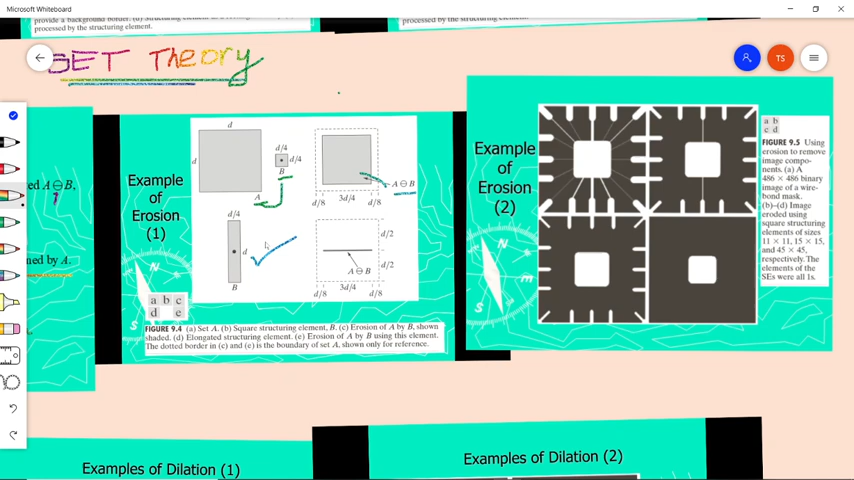 Microsoft Whiteboard
provide a background border. (d) Structuring element
processed by the structuring element.
processed by the structuring element.
SET Theory
TS
ed A⊖B,
ned by A.
Example
of
Erosion
(1)
d
d
A
d/4
d/4
B
A ⊖ B
d/8
3d/4
d/8
d/4
d
B
d/2
d/2
A ⊖ B
d/8
3d/4
d/8
N
S
a b c
d e
FIGURE 9.4 (a) Set A. (b) Square structuring element, B. (c) Erosion of A by B, shown
shaded. (d) Elongated structuring element. (e) Erosion of A by B using this element.
The dotted border in (c) and (e) is the boundary of set A, shown only for reference.
Example
of
Erosion
(2)
N
S
m
a b
c d
FIGURE 9.5 Using
erosion to remove
image compo-
nents. (a) A
486 × 486 binary
image of a wire-
bond mask.
(b)–(d) Image
eroded using
square structuring
elements of sizes
11 × 11, 15 × 15,
and 45 × 45,
respectively. The
elements of the
SEs were all 1s.
Examples of Dilation (1)
Examples of Dilation (2)